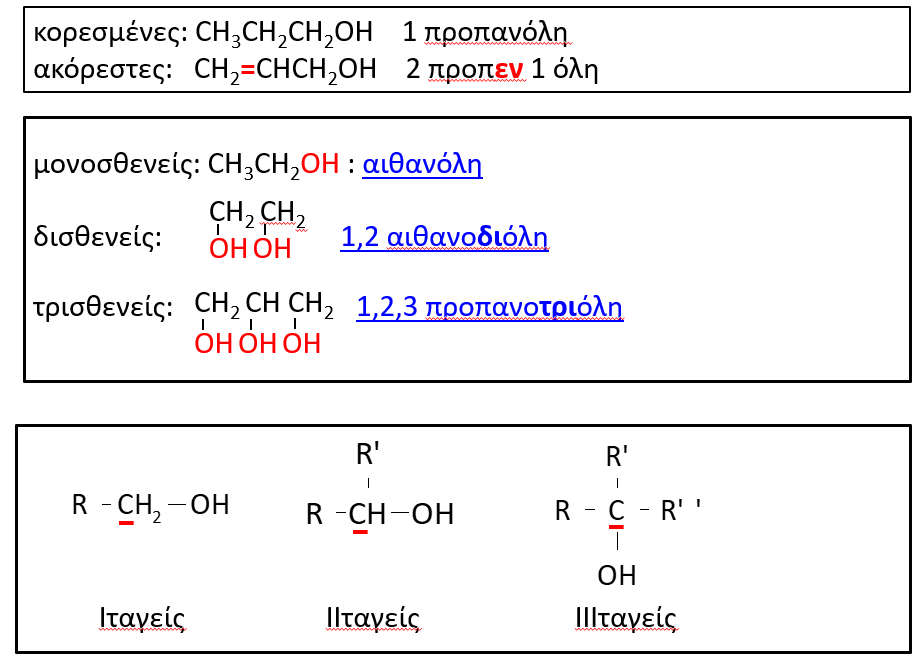 κορεσμένες: CH₃CH₂CH₂OH 1 προπανόλη
ακόρεστες: CH₂=CHCH₂OH 2 προπεν 1 όλη
μονοσθενείς: CH₃CH₂OH : αιθανόλη
CH₂ CH₂
δισθενείς: 1,2 αιθανοδιόλη
OH OH
τρισθενείς: CH₂ CH CH₂ 1,2,3 προπανοτριόλη
OH OH OH
R' R'
R –CH₂ —OH R –CH—OH R – C – R' '
OH
Ιταγείς ΙΙταγείς ΙΙΙταγείς